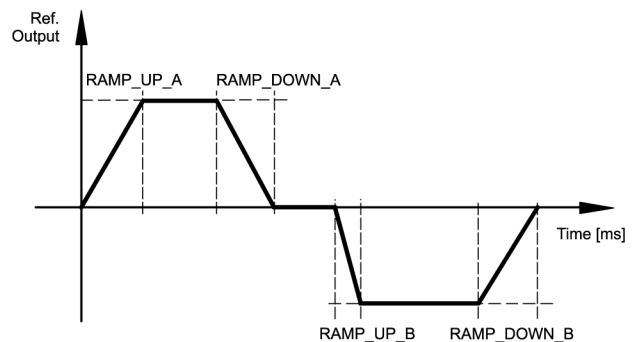 Ref.
Output
RAMP_UP_A
RAMP_DOWN_A
Time [ms]
RAMP_UP_B
RAMP_DOWN_B